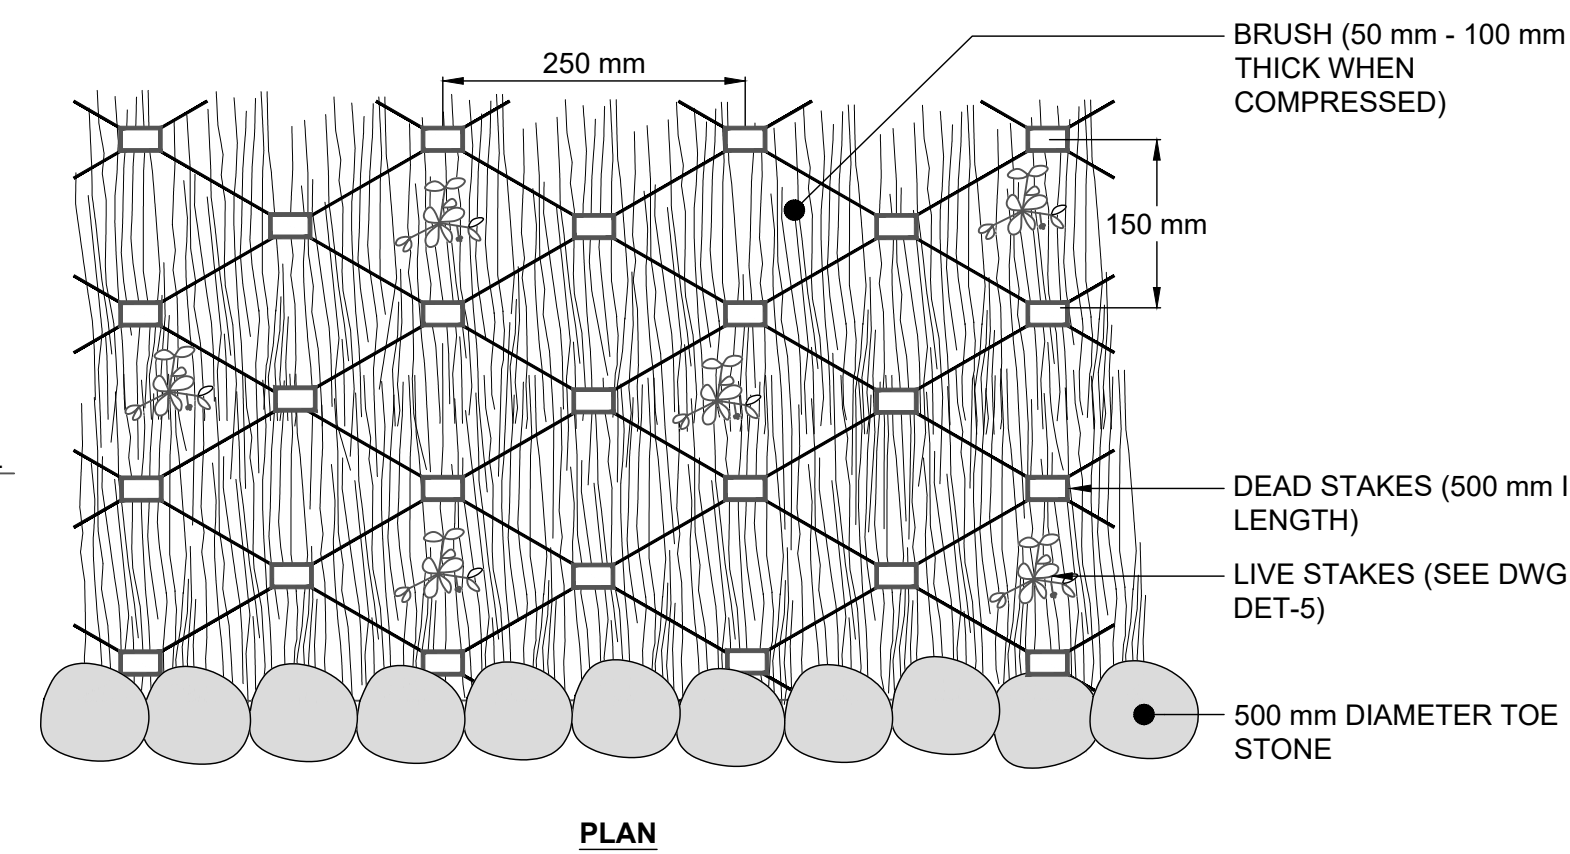 BRUSH (50 mm - 100 mm
THICK WHEN
COMPRESSED)
250 mm
150 mm
DEAD STAKES (500 mm
LENGTH)
LIVE STAKES (SEE DWG
DET-5)
500 mm DIAMETER TOE
STONE
PLAN